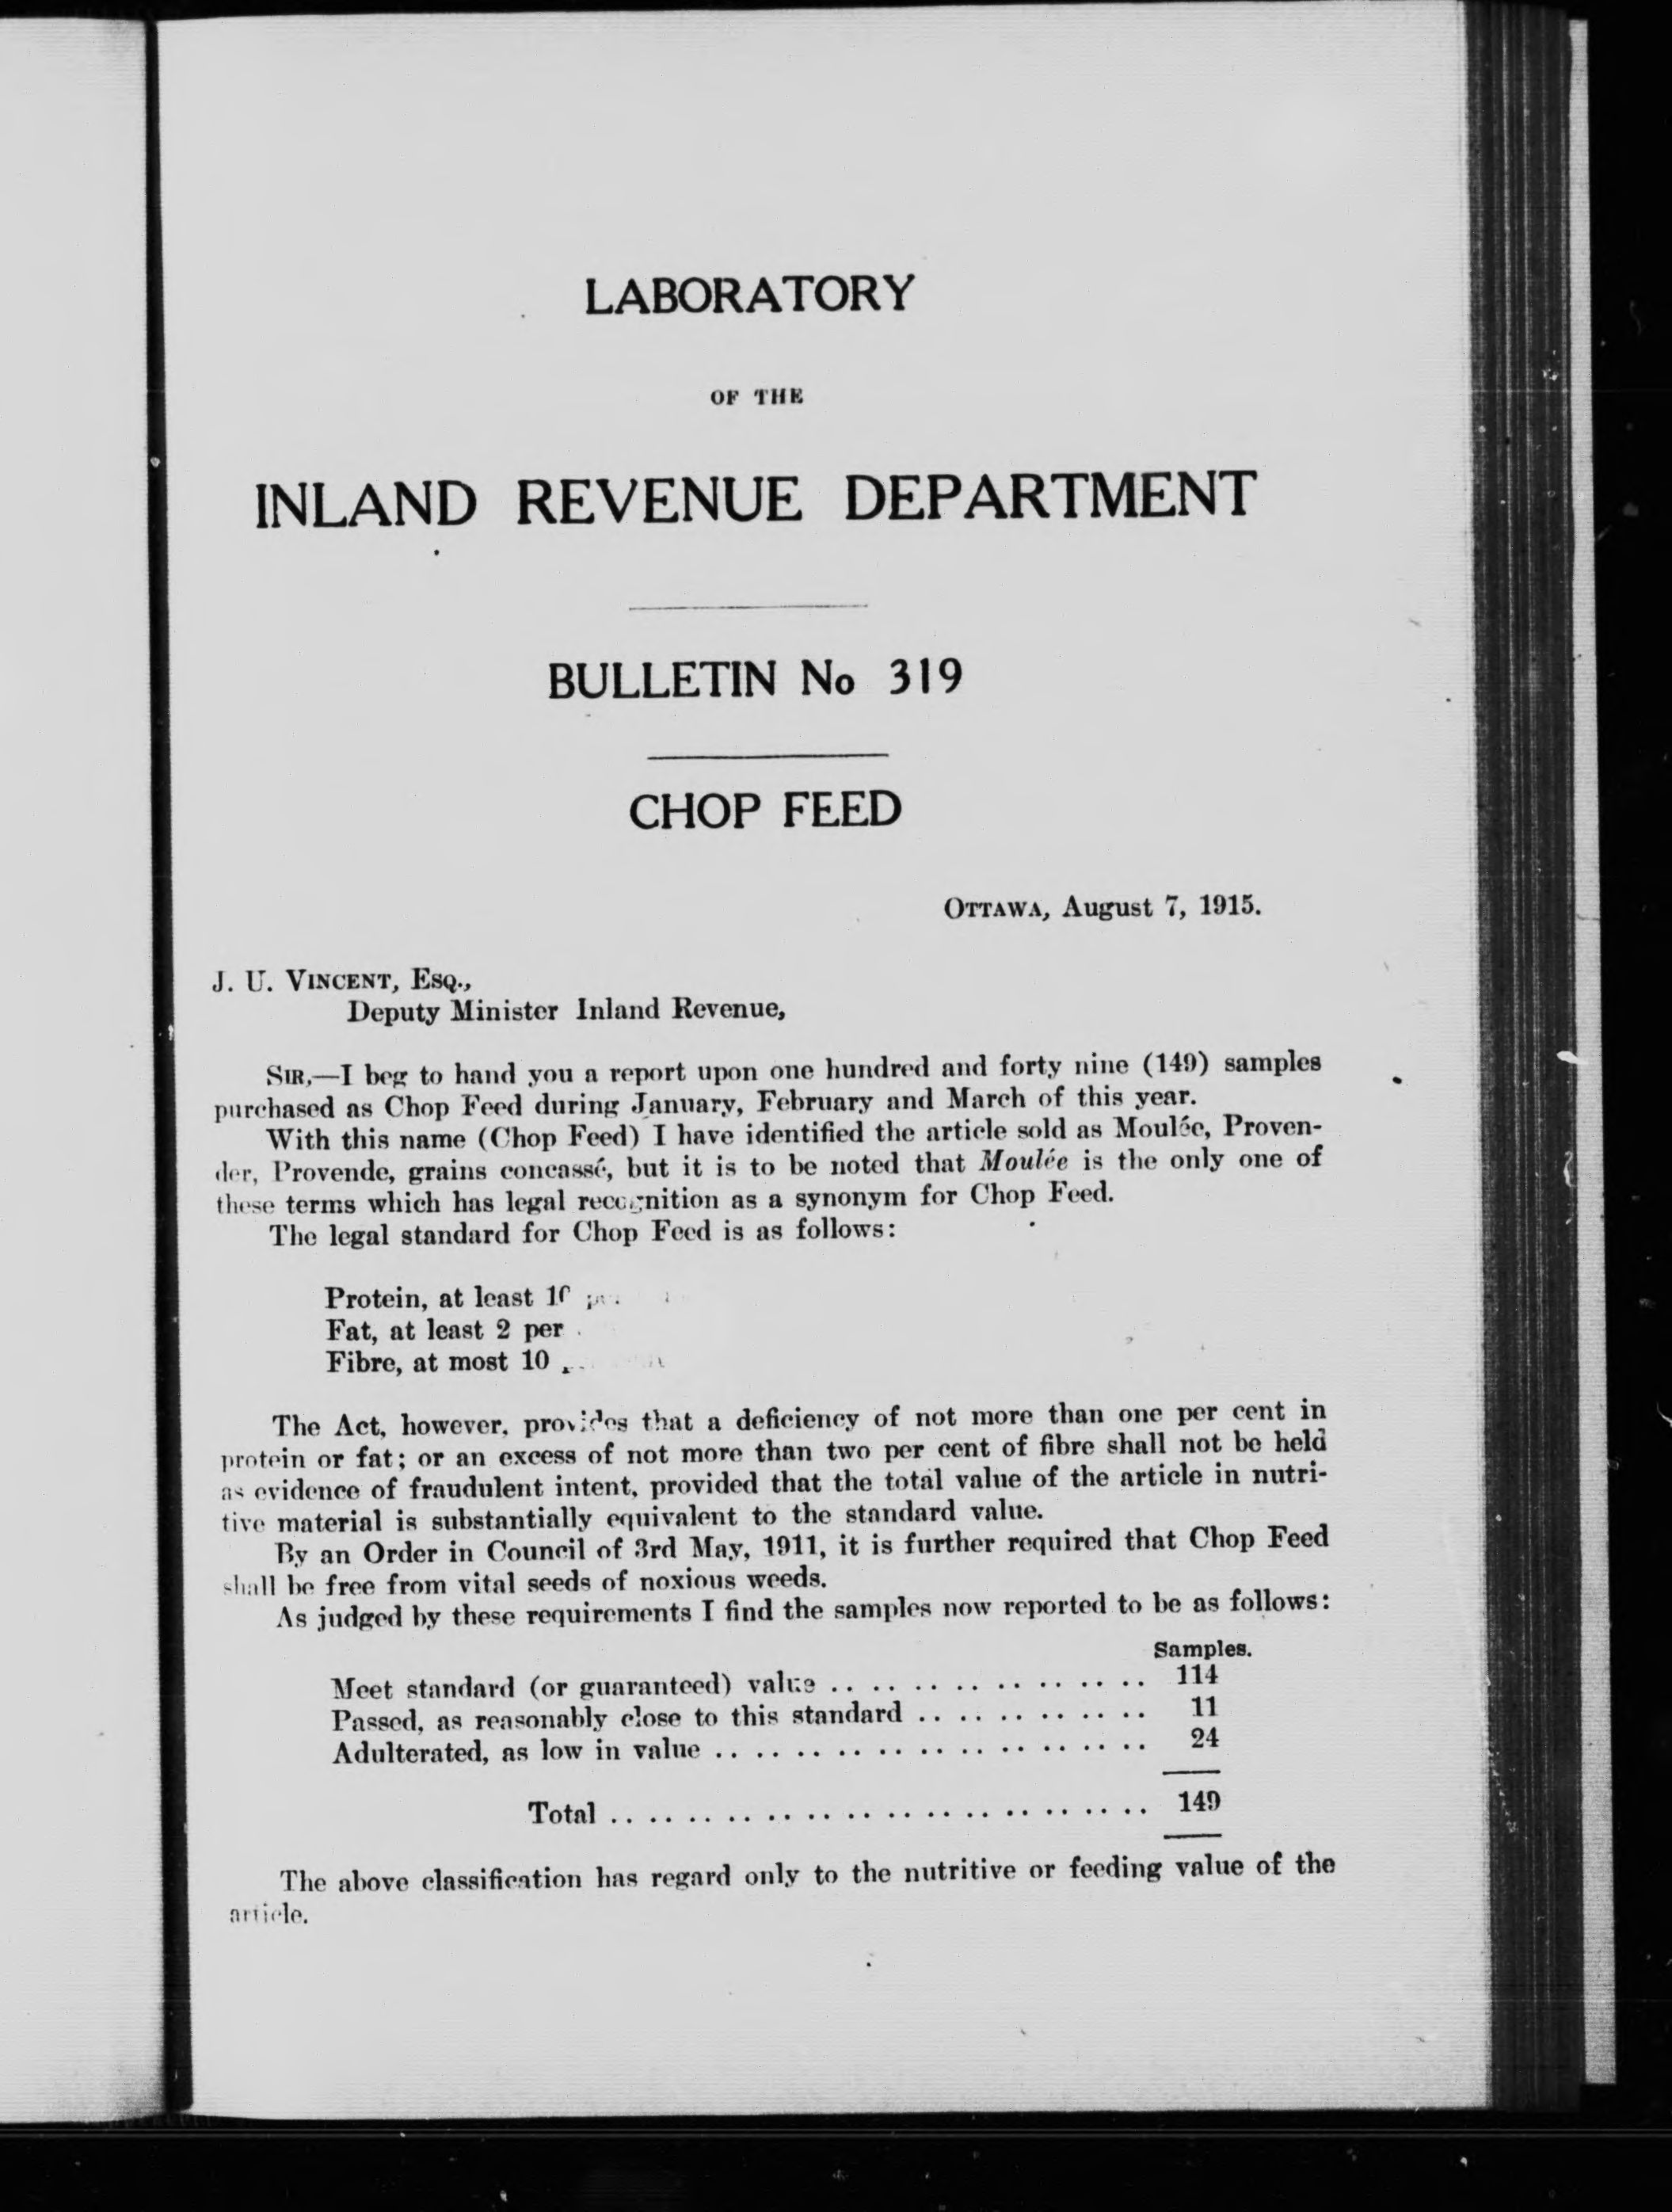 LABORATORY
OF THE
INLAND REVENUE DEPARTMENT
BULLETIN No 319
CHOP FEED
OTTAWA, August 7, 1915.
J. U. VINCENT, ESQ.,
Deputy Minister Inland Revenue,
SIR,—I beg to hand you a report upon one hundred and forty nine (149) samples
purchased as Chop Feed during January, February and March of this year.
With this name (Chop Feed) I have identified the article sold as Moulée, Proven-
der, Provende, grains concassé, but it is to be noted that Moulée is the only one of
these terms which has legal recognition as a synonym for Chop Feed.
The legal standard for Chop Feed is as follows:
Protein, at least 10
Fat, at least 2 per
Fibre, at most 10
The Act, however, provides that a deficiency of not more than one per cent in
protein or fat; or an excess of not more than two per cent of fibre shall not be held
as evidence of fraudulent intent, provided that the total value of the article in nutri-
tive material is substantially equivalent to the standard value.
By an Order in Council of 3rd May, 1911, it is further required that Chop Feed
shall be free from vital seeds of noxious weeds.
As judged by these requirements I find the samples now reported to be as follows:
Samples.
Meet standard (or guaranteed) value . . . . . . . . . . . . . . . . 114
Passed, as reasonably close to this standard . . . . . . . . . . . . 11
Adulterated, as low in value . . . . . . . . . . . . . . . . . . . . . . 24
Total . . . . . . . . . . . . . . . . . . . . . . . . . . . . 149
The above classification has regard only to the nutritive or feeding value of the
article.